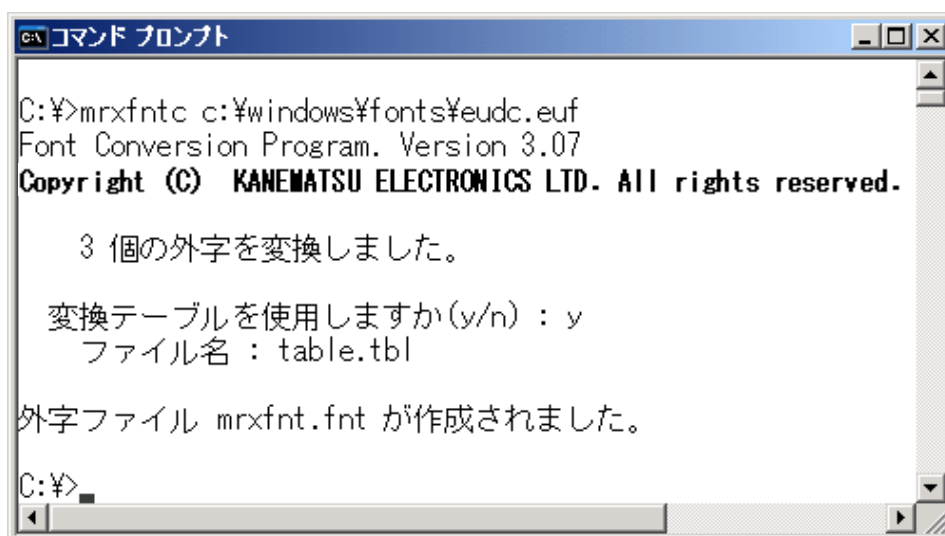 コマンド プロンプト
C:¥>mrxfntc c:¥windows¥fonts¥eudc.euf
Font Conversion Program. Version 3.07
Copyright (C)  KANEMATSU ELECTRONICS LTD. All rights reserved.
3 個の外字を変換しました。
変換テーブルを使用しますか(y/n) : y
ファイル名 : table.tbl
外字ファイル mrxfnt.fnt が作成されました。
C:¥>